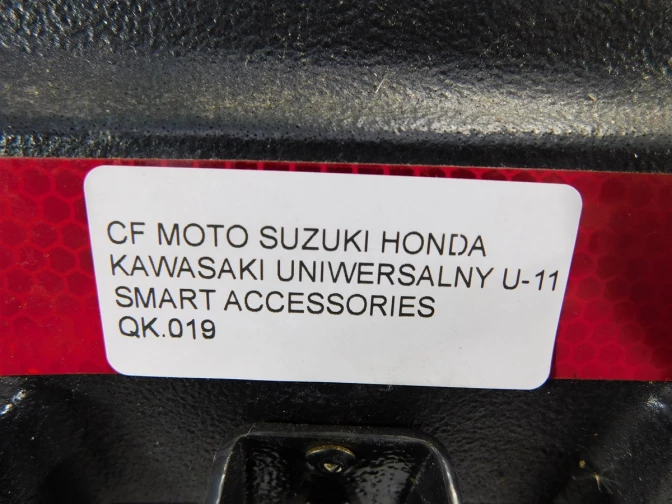 CF MOTO SUZUKI HONDA
KAWASAKI UNIWERSALNY U-11
SMART ACCESSORIES
QK.019